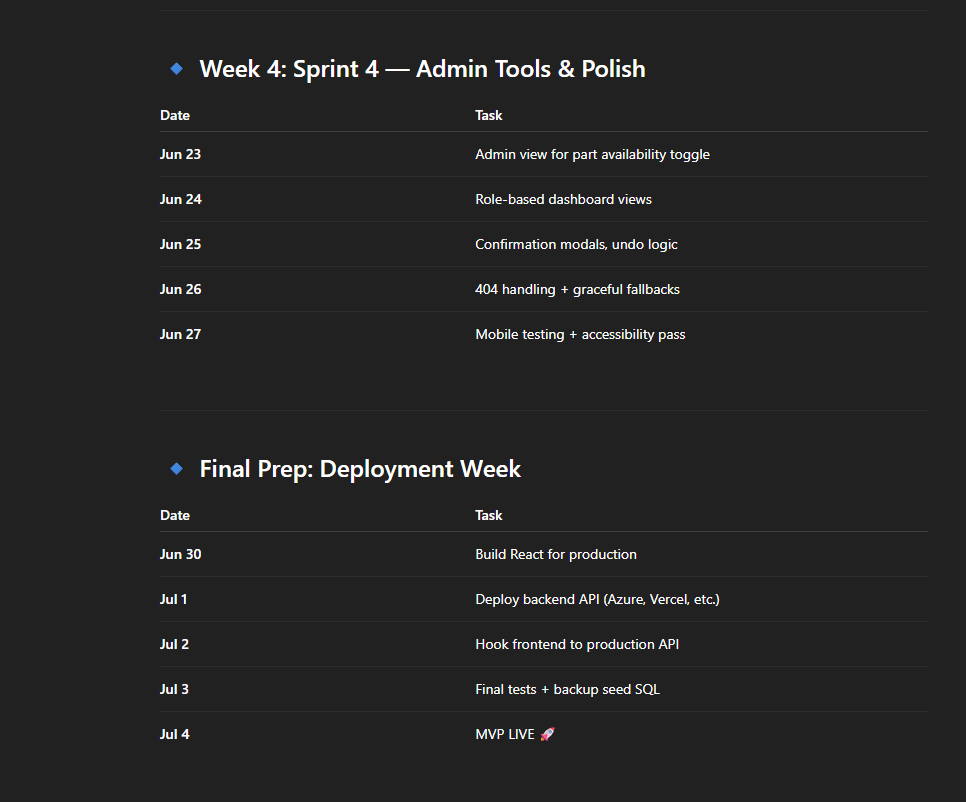 🔹 Week 4: Sprint 4 — Admin Tools & Polish
Date Task
Jun 23 Admin view for part availability toggle
Jun 24 Role-based dashboard views
Jun 25 Confirmation modals, undo logic
Jun 26 404 handling + graceful fallbacks
Jun 27 Mobile testing + accessibility pass
🔹 Final Prep: Deployment Week
Date Task
Jun 30 Build React for production
Jul 1 Deploy backend API (Azure, Vercel, etc.)
Jul 2 Hook frontend to production API
Jul 3 Final tests + backup seed SQL
Jul 4 MVP LIVE 🚀